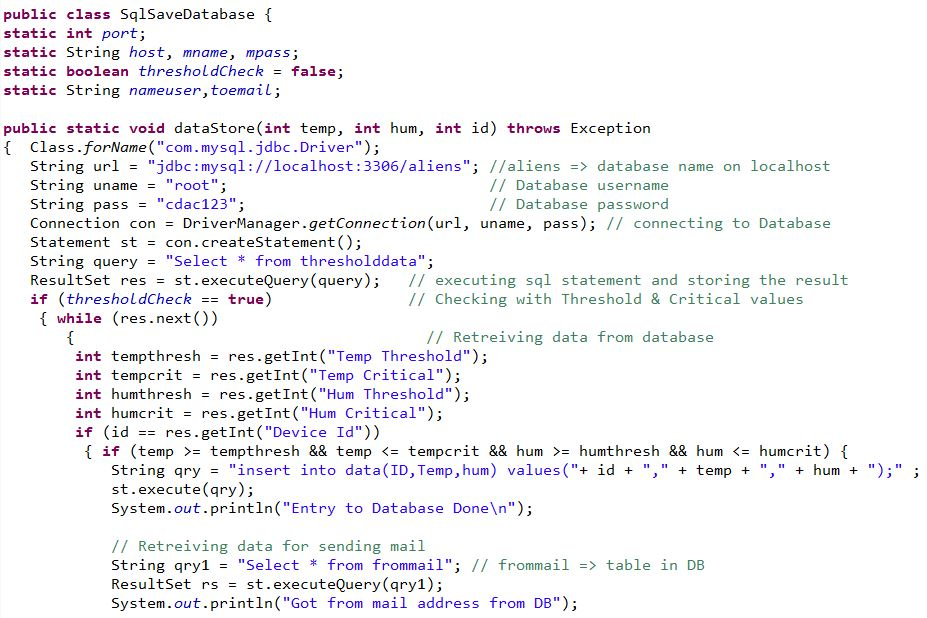 public class SqlSaveDatabase {
static int port;
static String host, mname, mpass;
static boolean thresholdCheck = false;
static String nameuser,toemail;
public static void dataStore(int temp, int hum, int id) throws Exception
{  Class.forName("com.mysql.jdbc.Driver");
String url = "jdbc:mysql://localhost:3306/aliens"; //aliens => database name on localhost
String uname = "root"; // Database username
String pass = "cdac123"; // Database password
Connection con = DriverManager.getConnection(url, uname, pass); // connecting to Database
Statement st = con.createStatement();
String query = "Select * from thresholddata";
ResultSet res = st.executeQuery(query); // executing sql statement and storing the result
if (thresholdCheck == true) // Checking with Threshold & Critical values
{ while (res.next())
{ // Retreiving data from database
int tempthresh = res.getInt("Temp Threshold");
int tempcrit = res.getInt("Temp Critical");
int humthresh = res.getInt("Hum Threshold");
int humcrit = res.getInt("Hum Critical");
if (id == res.getInt("Device Id"))
{ if (temp >= tempthresh && temp <= tempcrit && hum >= humthresh && hum <= humcrit) {
String qry = "insert into data(ID,Temp,hum) values("+ id + "," + temp + "," + hum + ");" ;
st.execute(qry);
System.out.println("Entry to Database Done\n");
// Retreiving data for sending mail
String qry1 = "Select * from frommail"; // frommail => table in DB
ResultSet rs = st.executeQuery(qry1);
System.out.println("Got from mail address from DB");